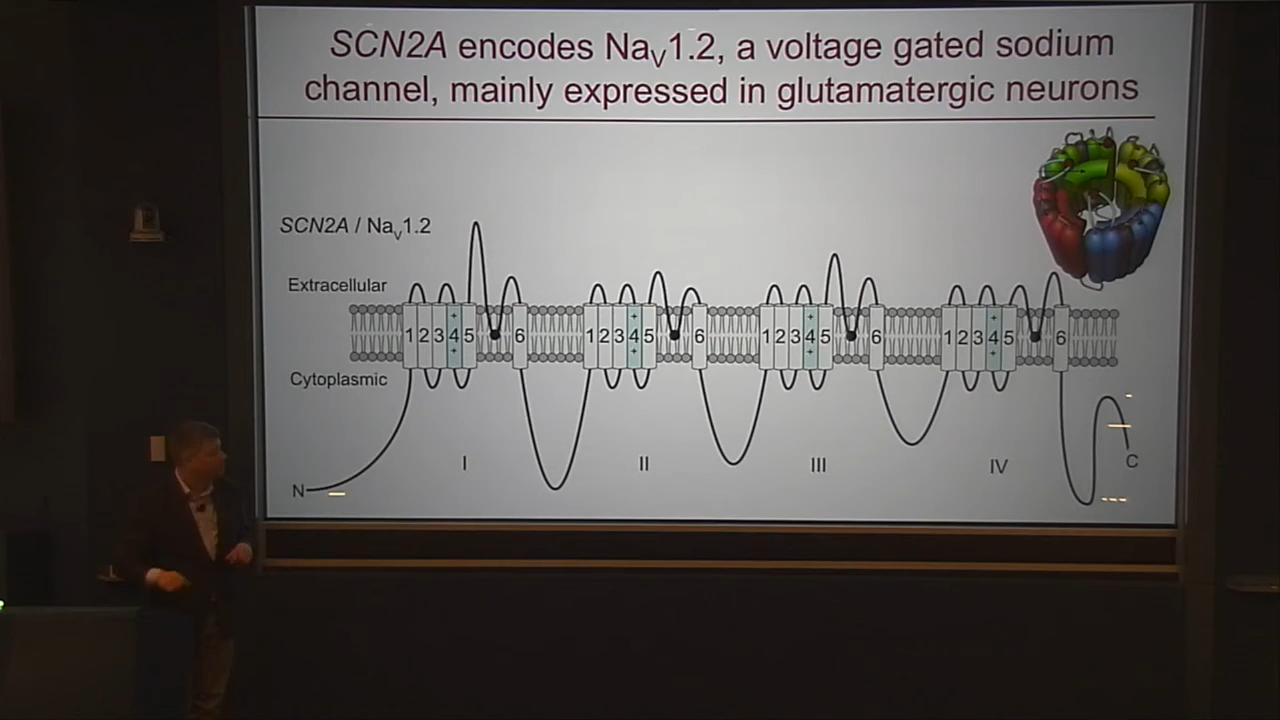 SCN2A encodes NaV1.2, a voltage gated sodium
channel, mainly expressed in glutamatergic neurons
SCN2A / Nav1.2
Extracellular
1 2 3 4 5 6 1 2 3 4 5 6 1 2 3 4 5 6 1 2 3 4 5 6
+ + + +
+ + + +
Cytoplasmic
I II III IV
N
C